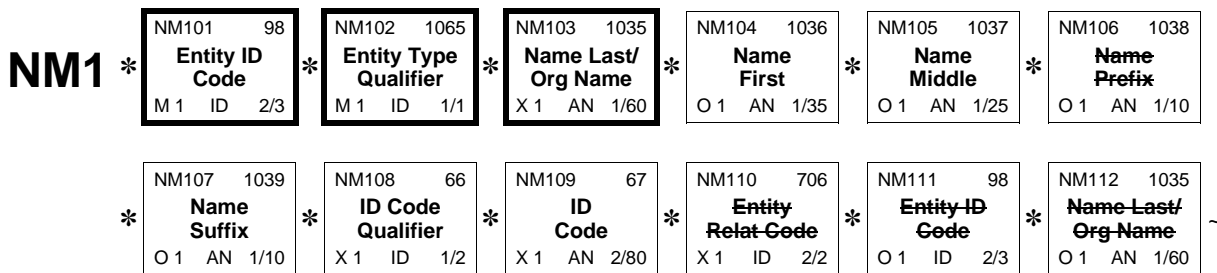 NM101 98 NM102 1065 NM103 1035 NM104 1036 NM105 1037 NM106 1038
NM1 * Entity ID * Entity Type * Name Last/ * Name * Name * Name
Code Qualifier Org Name First Middle Prefix
M 1 ID 2/3 M 1 ID 1/1 X 1 AN 1/60 O 1 AN 1/35 O 1 AN 1/25 O 1 AN 1/10
NM107 1039 NM108 66 NM109 67 NM110 706 NM111 98 NM112 1035
* Name * ID Code * ID * Entity * Entity ID * Name Last/ ~
Suffix Qualifier Code Relat Code Code Org Name
O 1 AN 1/10 X 1 ID 1/2 X 1 AN 2/80 X 1 ID 2/2 O 1 ID 2/3 O 1 AN 1/60